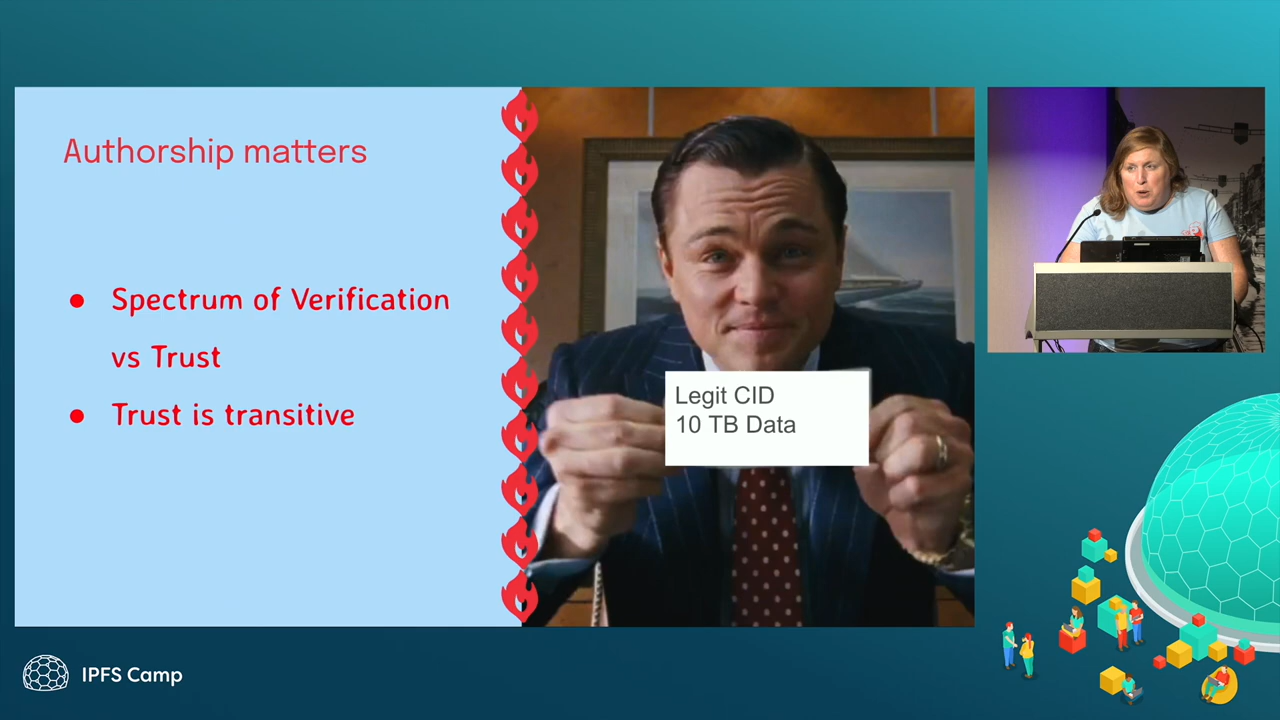 Authorship matters
Spectrum of Verification
vs Trust
Trust is transitive
Legit CID
10 TB Data
IPFS Camp